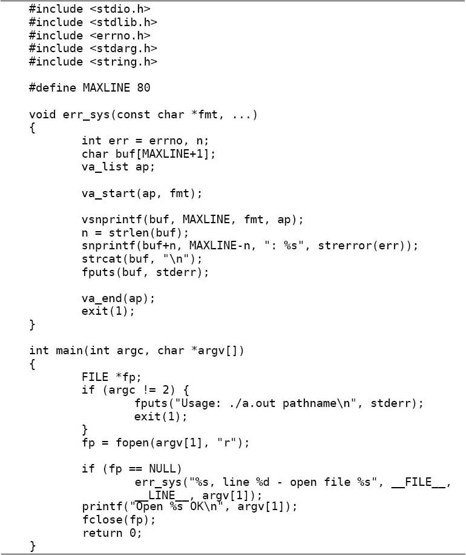 #include <stdio.h>
#include <stdlib.h>
#include <errno.h>
#include <stdarg.h>
#include <string.h>

#define MAXLINE 80

void err_sys(const char *fmt, ...)
{
        int err = errno, n;
        char buf[MAXLINE+1];
        va_list ap;

        va_start(ap, fmt);

        vsnprintf(buf, MAXLINE, fmt, ap);
        n = strlen(buf);
        snprintf(buf+n, MAXLINE-n, ": %s", strerror(err));
        strcat(buf, "\n");
        fputs(buf, stderr);

        va_end(ap);
        exit(1);
}

int main(int argc, char *argv[])
{
        FILE *fp;
        if (argc != 2) {
                fputs("Usage: ./a.out pathname\n", stderr);
                exit(1);
        }
        fp = fopen(argv[1], "r");

        if (fp == NULL)
                err_sys("%s, line %d - open file %s", __FILE__,
                __LINE__, argv[1]);
        printf("Open %s OK\n", argv[1]);
        fclose(fp);
        return 0;
}